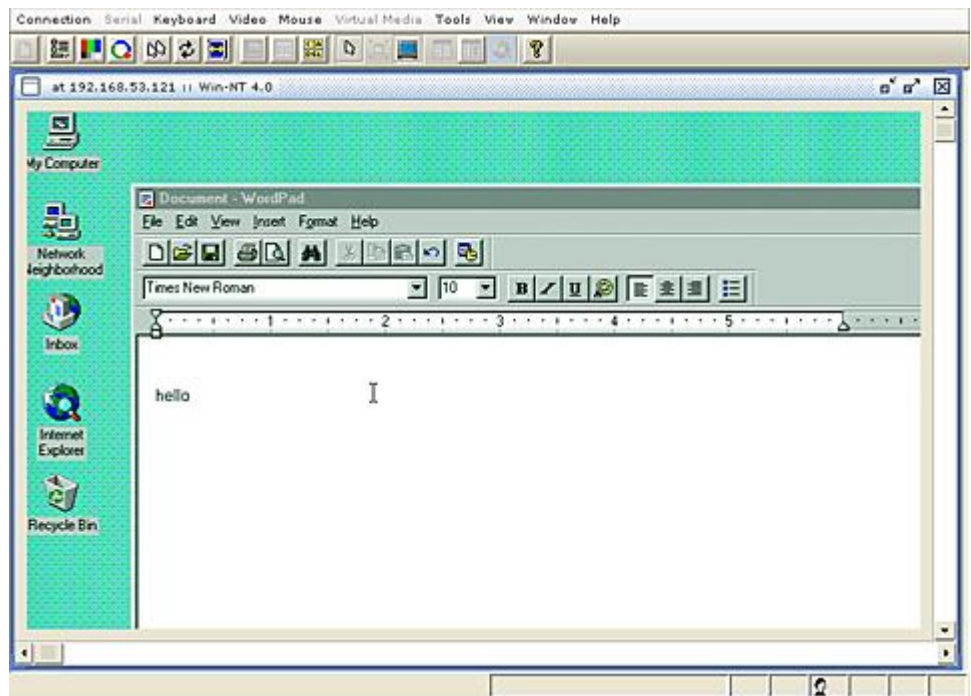 Connection Serial Keyboard Video Mouse Virtual Media Tools View Window Help
at 192.168.53.121 :: Win-NT 4.0
My Computer
Document - WordPad
File Edit View Insert Format Help
Network
Neighborhood
Times New Roman 10 B I U
1 2 3 4 5
Inbox
hello
Internet
Explorer
Recycle Bin